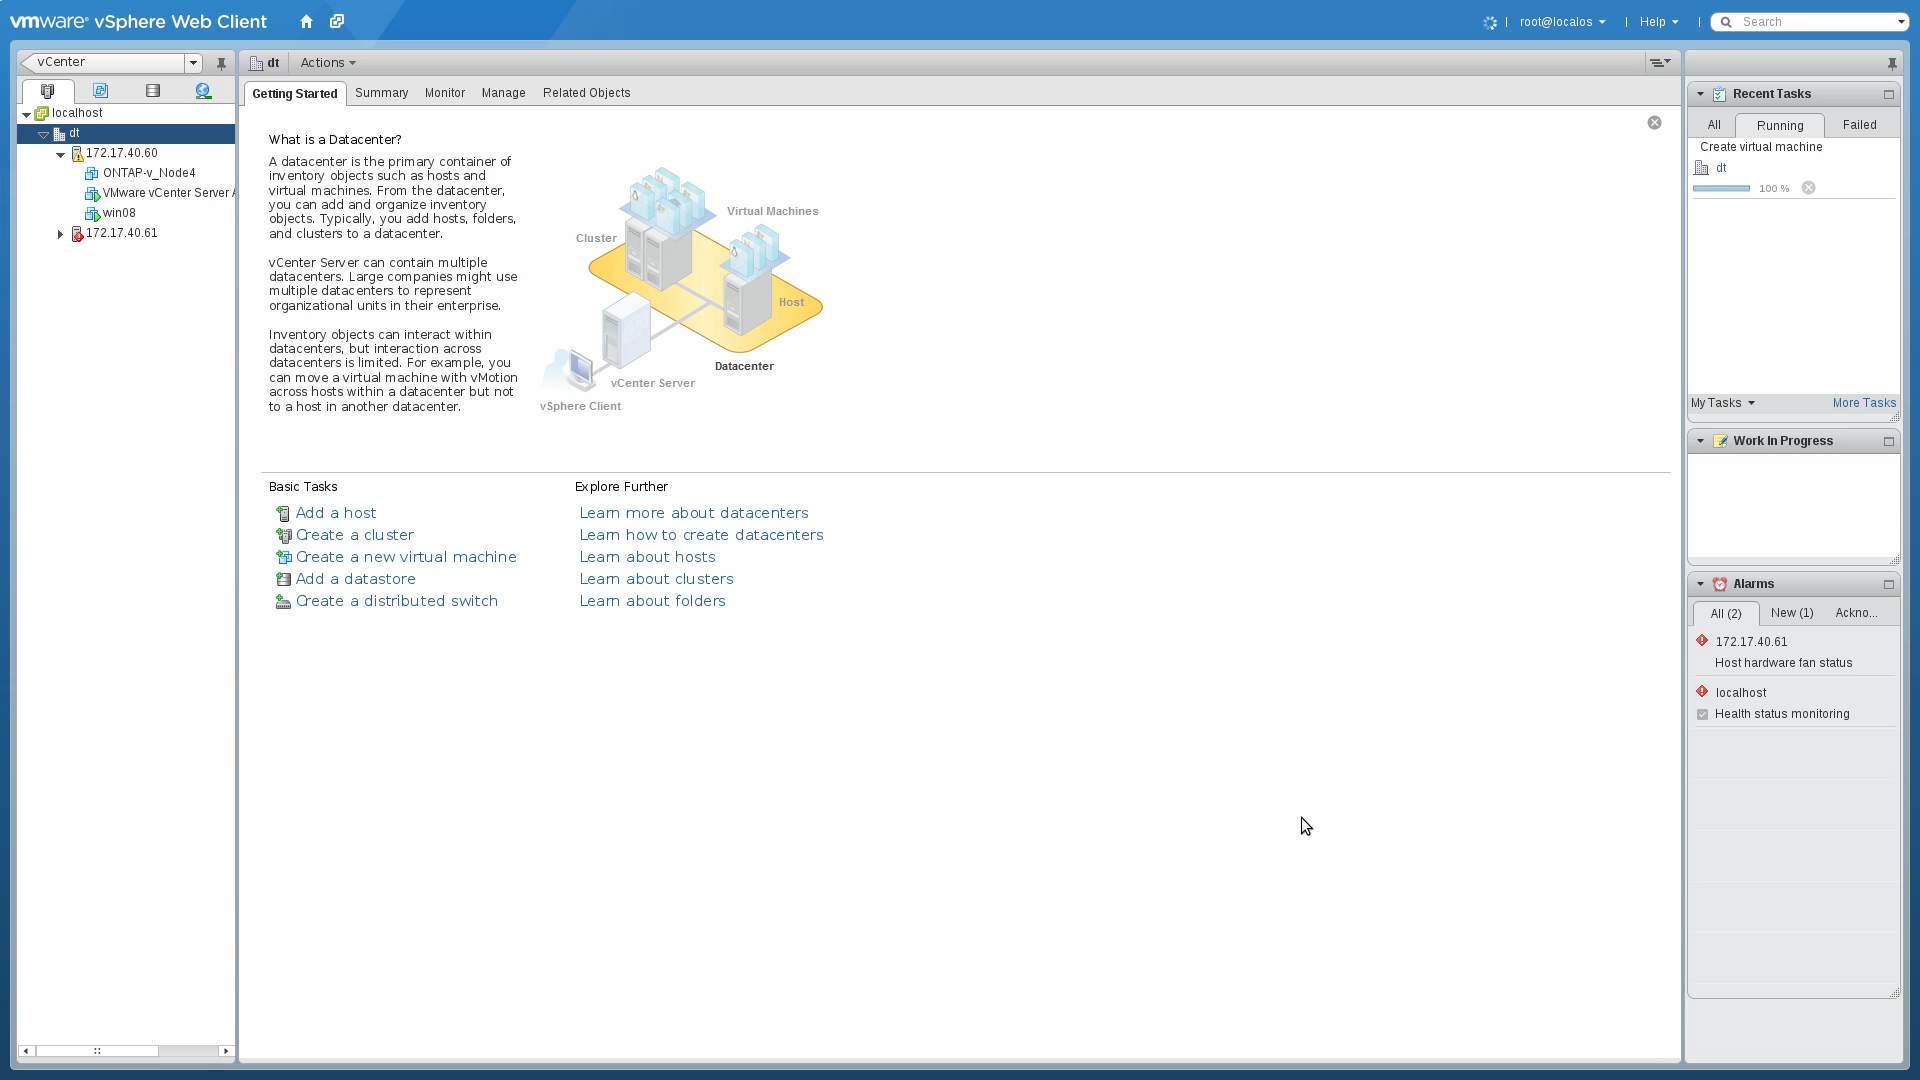 vmware® vSphere Web Client
root@localos
Help
Search
vCenter
localhost
dt
172.17.40.60
ONTAP-v_Node4
VMware vCenter Server
win08
172.17.40.61
dt
Actions
Getting Started
Summary
Monitor
Manage
Related Objects
What is a Datacenter?
A datacenter is the primary container of
inventory objects such as hosts and
virtual machines. From the datacenter,
you can add and organize inventory
objects. Typically, you add hosts, folders,
and clusters to a datacenter.
vCenter Server can contain multiple
datacenters. Large companies might use
multiple datacenters to represent
organizational units in their enterprise.
Inventory objects can interact within
datacenters, but interaction across
datacenters is limited. For example, you
can move a virtual machine with vMotion
across hosts within a datacenter but not
to a host in another datacenter.
Virtual Machines
Cluster
Host
Datacenter
vCenter Server
vSphere Client
Basic Tasks
Add a host
Create a cluster
Create a new virtual machine
Add a datastore
Create a distributed switch
Explore Further
Learn more about datacenters
Learn how to create datacenters
Learn about hosts
Learn about clusters
Learn about folders
Recent Tasks
All
Running
Failed
Create virtual machine
dt
100 %
My Tasks
More Tasks
Work In Progress
Alarms
All (2)
New (1)
Ackno...
172.17.40.61
Host hardware fan status
localhost
Health status monitoring